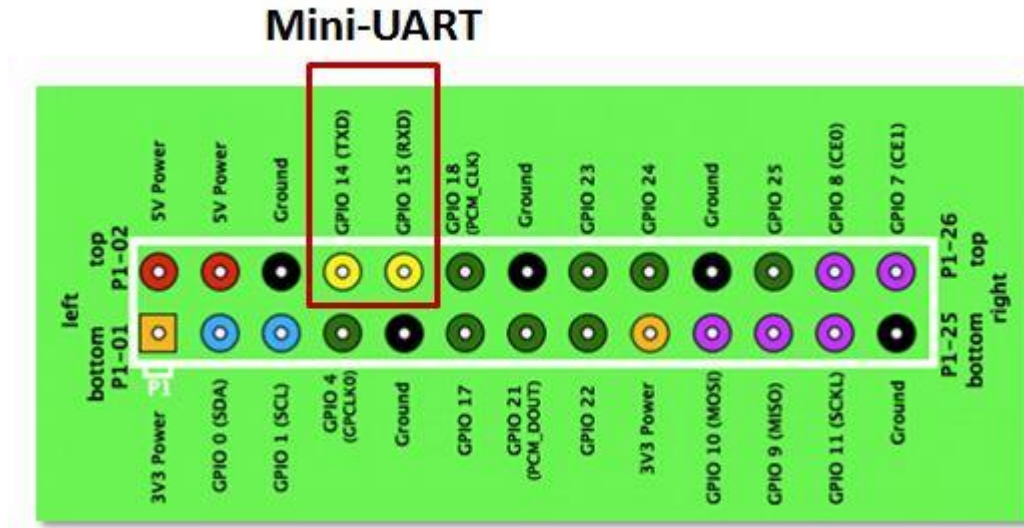 Mini-UART
5V Power
5V Power
Ground
GPIO 14 (TXD)
GPIO 15 (RXD)
GPIO 18
(PCM_CLK)
Ground
GPIO 23
GPIO 24
Ground
GPIO 25
GPIO 8 (CE0)
GPIO 7 (CE1)
left
top
P1-02
bottom
P1-01
P1-26
top
right
P1-25
bottom
P1
3V3 Power
GPIO 0 (SDA)
GPIO 1 (SCL)
GPIO 4
(GPCLK0)
Ground
GPIO 17
GPIO 21
(PCM_DOUT)
GPIO 22
3V3 Power
GPIO 10 (MOSI)
GPIO 9 (MISO)
GPIO 11 (SCKL)
Ground